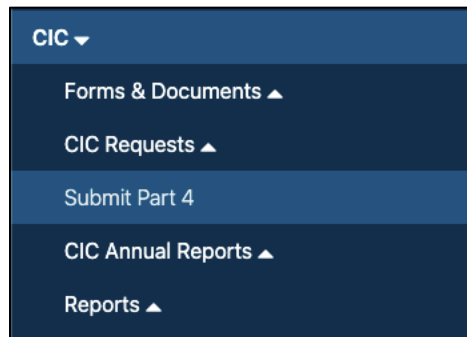 CIC
Forms & Documents
CIC Requests
Submit Part 4
CIC Annual Reports
Reports